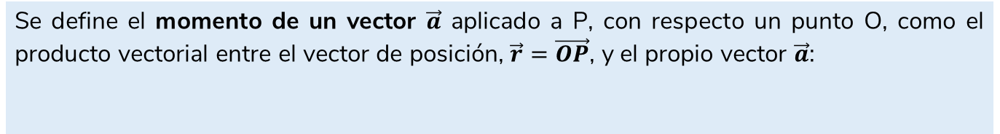 Se define el momento de un vector \(\vec{a}\) aplicado a P, con respecto un punto O, como el
producto vectorial entre el vector de posición, \(\vec{r} = \overrightarrow{OP}\), y el propio vector \(\vec{a}\):